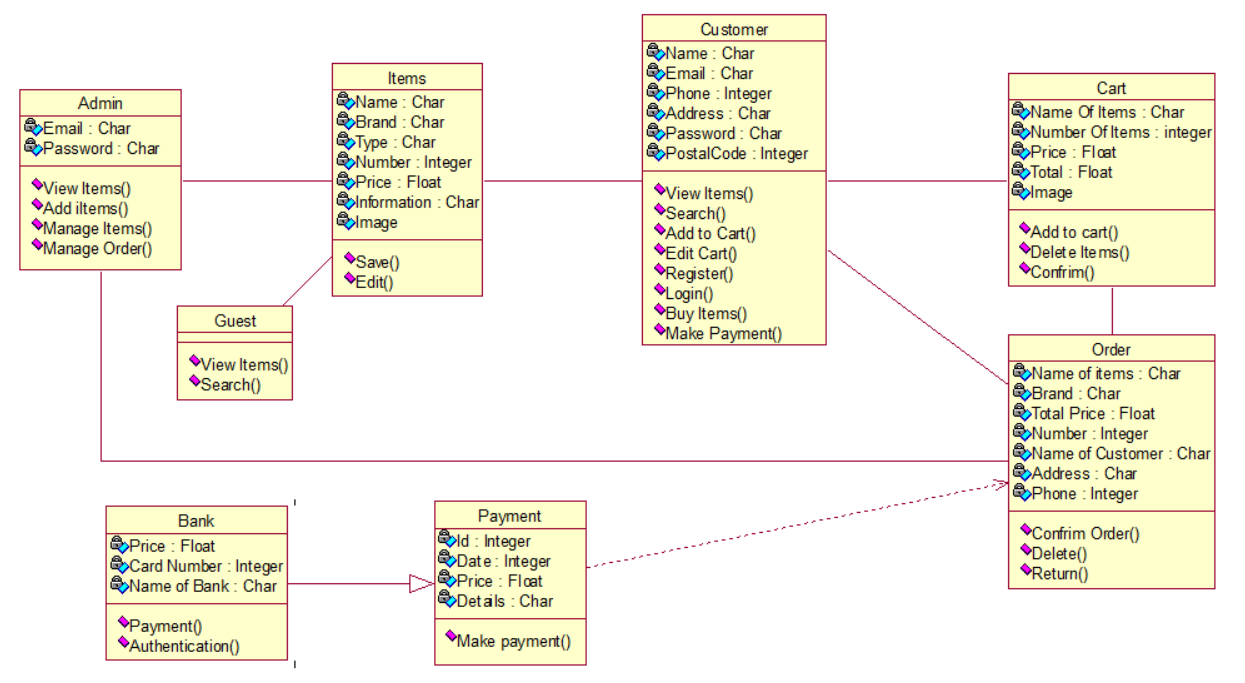 Admin
Email : Char
Password : Char
View Items()
Add iItems()
Manage Items()
Manage Order()
Items
Name : Char
Brand : Char
Type : Char
Number : Integer
Price : Float
Information : Char
Image
Save()
Edit()
Customer
Name : Char
Email : Char
Phone : Integer
Address : Char
Password : Char
PostalCode : Integer
View Items()
Search()
Add to Cart()
Edit Cart()
Register()
Login()
Buy Items()
Make Payment()
Cart
Name Of Items : Char
Number Of Items : integer
Price : Float
Total : Float
Image
Add to cart()
Delete Items()
Confrim()
Guest
View Items()
Search()
Order
Name of items : Char
Brand : Char
Total Price : Float
Number : Integer
Name of Customer : Char
Address : Char
Phone : Integer
Confrim Order()
Delete()
Return()
Bank
Price : Float
Card Number : Integer
Name of Bank : Char
Payment()
Authentication()
Payment
Id : Integer
Date : Integer
Price : Float
Details : Char
Make payment()